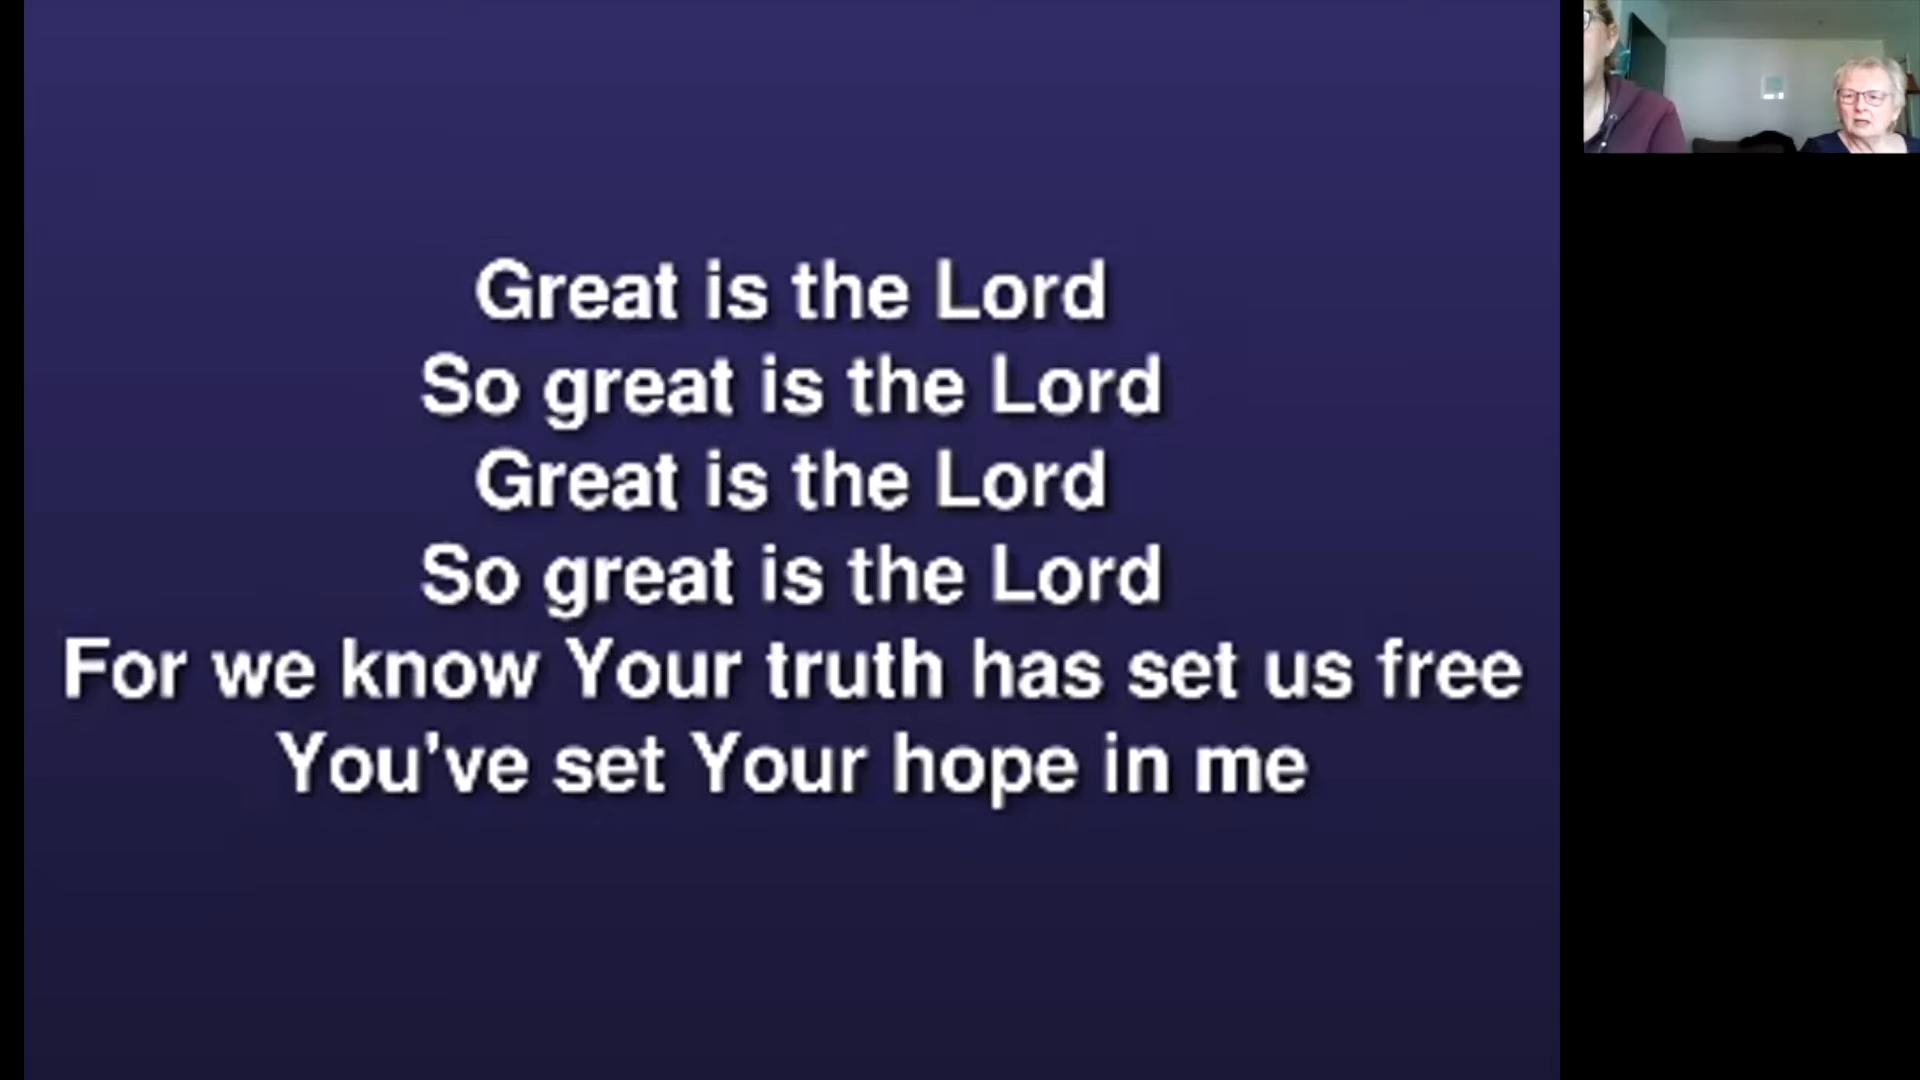 Great is the Lord
So great is the Lord
Great is the Lord
So great is the Lord
For we know Your truth has set us free
You've set Your hope in me